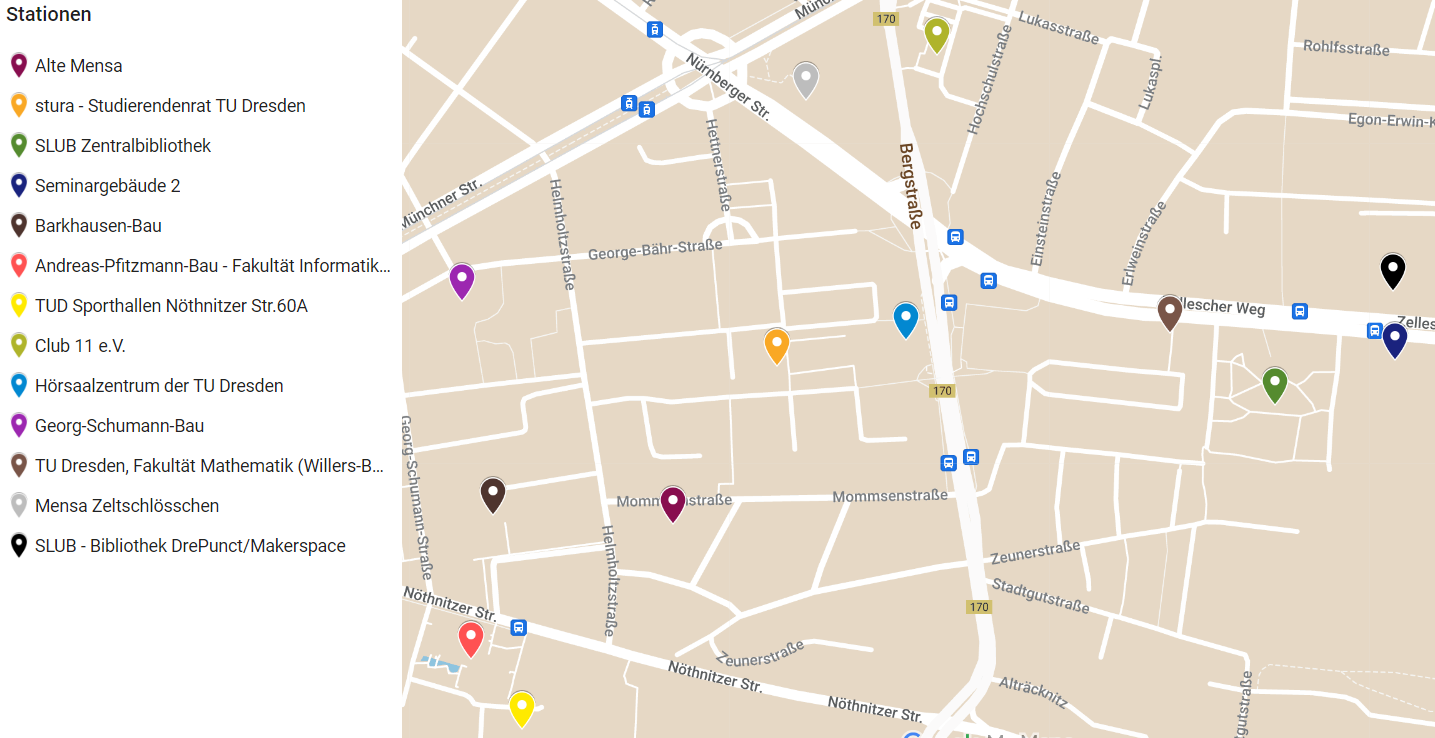 Stationen
Alte Mensa
stura - Studierendenrat TU Dresden
SLUB Zentralbibliothek
Seminargebäude 2
Barkhausen-Bau
Andreas-Pfitzmann-Bau - Fakultät Informatik...
TUD Sporthallen Nöthnitzer Str.60A
Club 11 e.V.
Hörsaalzentrum der TU Dresden
Georg-Schumann-Bau
TU Dresden, Fakultät Mathematik (Willers-B...
Mensa Zeltschlösschen
SLUB - Bibliothek DrePunct/Makerspace
170
Lukasstraße
Rohlfsstraße
Nürnberger Str.
Hochschulstraße
Lukaspl.
Egon-Erwin-K
Hettnerstraße
Bergstraße
Münchner Str.
Helmholtzstraße
Einsteinstraße
Erlweinstraße
George-Bähr-Straße
llescher Weg
Zelles
170
Georg-Schumann-Straße
Mommsenstraße
Helmholtzstraße
Zeunerstraße
Stadtgutstraße
Nöthnitzer Str.
170
Zeunerstraße
Nöthnitzer Str.
Alträcknitz
Nöthnitzer Str.
tgutstraße